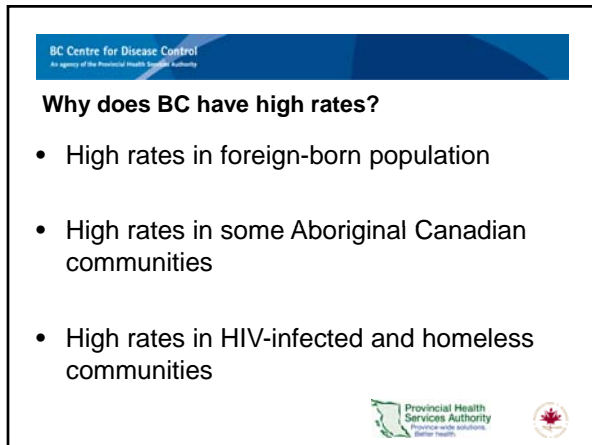 BC Centre for Disease Control
An agency of the Provincial Health Services Authority
Why does BC have high rates?
• High rates in foreign-born population
• High rates in some Aboriginal Canadian
communities
• High rates in HIV-infected and homeless
communities
Provincial Health
Services Authority
Province-wide solutions.
Better health.